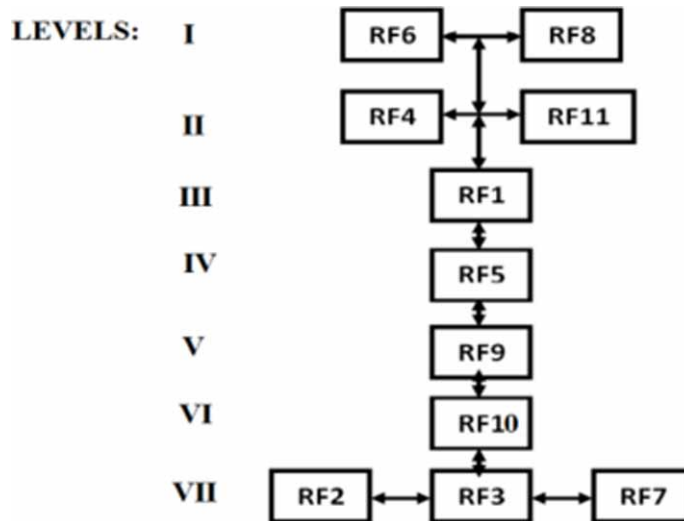 LEVELS: I RF6 RF8
II RF4 RF11
III RF1
IV RF5
V RF9
VI RF10
VII RF2 RF3 RF7